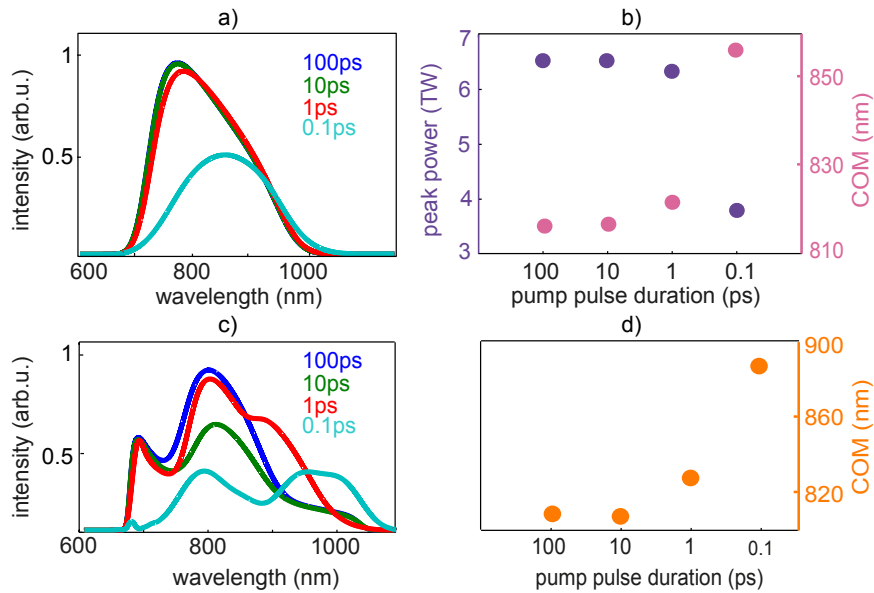 a)
intensity (arb.u.)
1
0.5
100ps
10ps
1ps
0.1ps
600
800
1000
wavelength (nm)
b)
peak power (TW)
7
6
5
4
3
850
830
810
COM (nm)
100
10
1
0.1
pump pulse duration (ps)
c)
intensity (arb.u.)
1
0.5
100ps
10ps
1ps
0.1ps
600
800
1000
wavelength (nm)
d)
900
860
820
COM (nm)
100
10
1
0.1
pump pulse duration (ps)